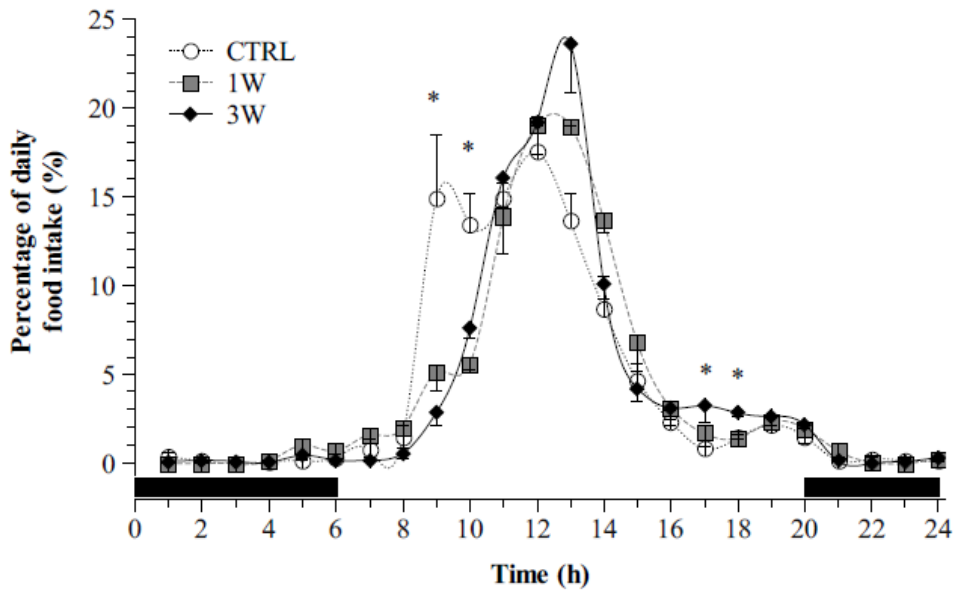 Percentage of daily
food intake (%)
25
20
15
10
5
0
CTRL
1W
3W
*
*
*
*
0 2 4 6 8 10 12 14 16 18 20 22 24
Time (h)